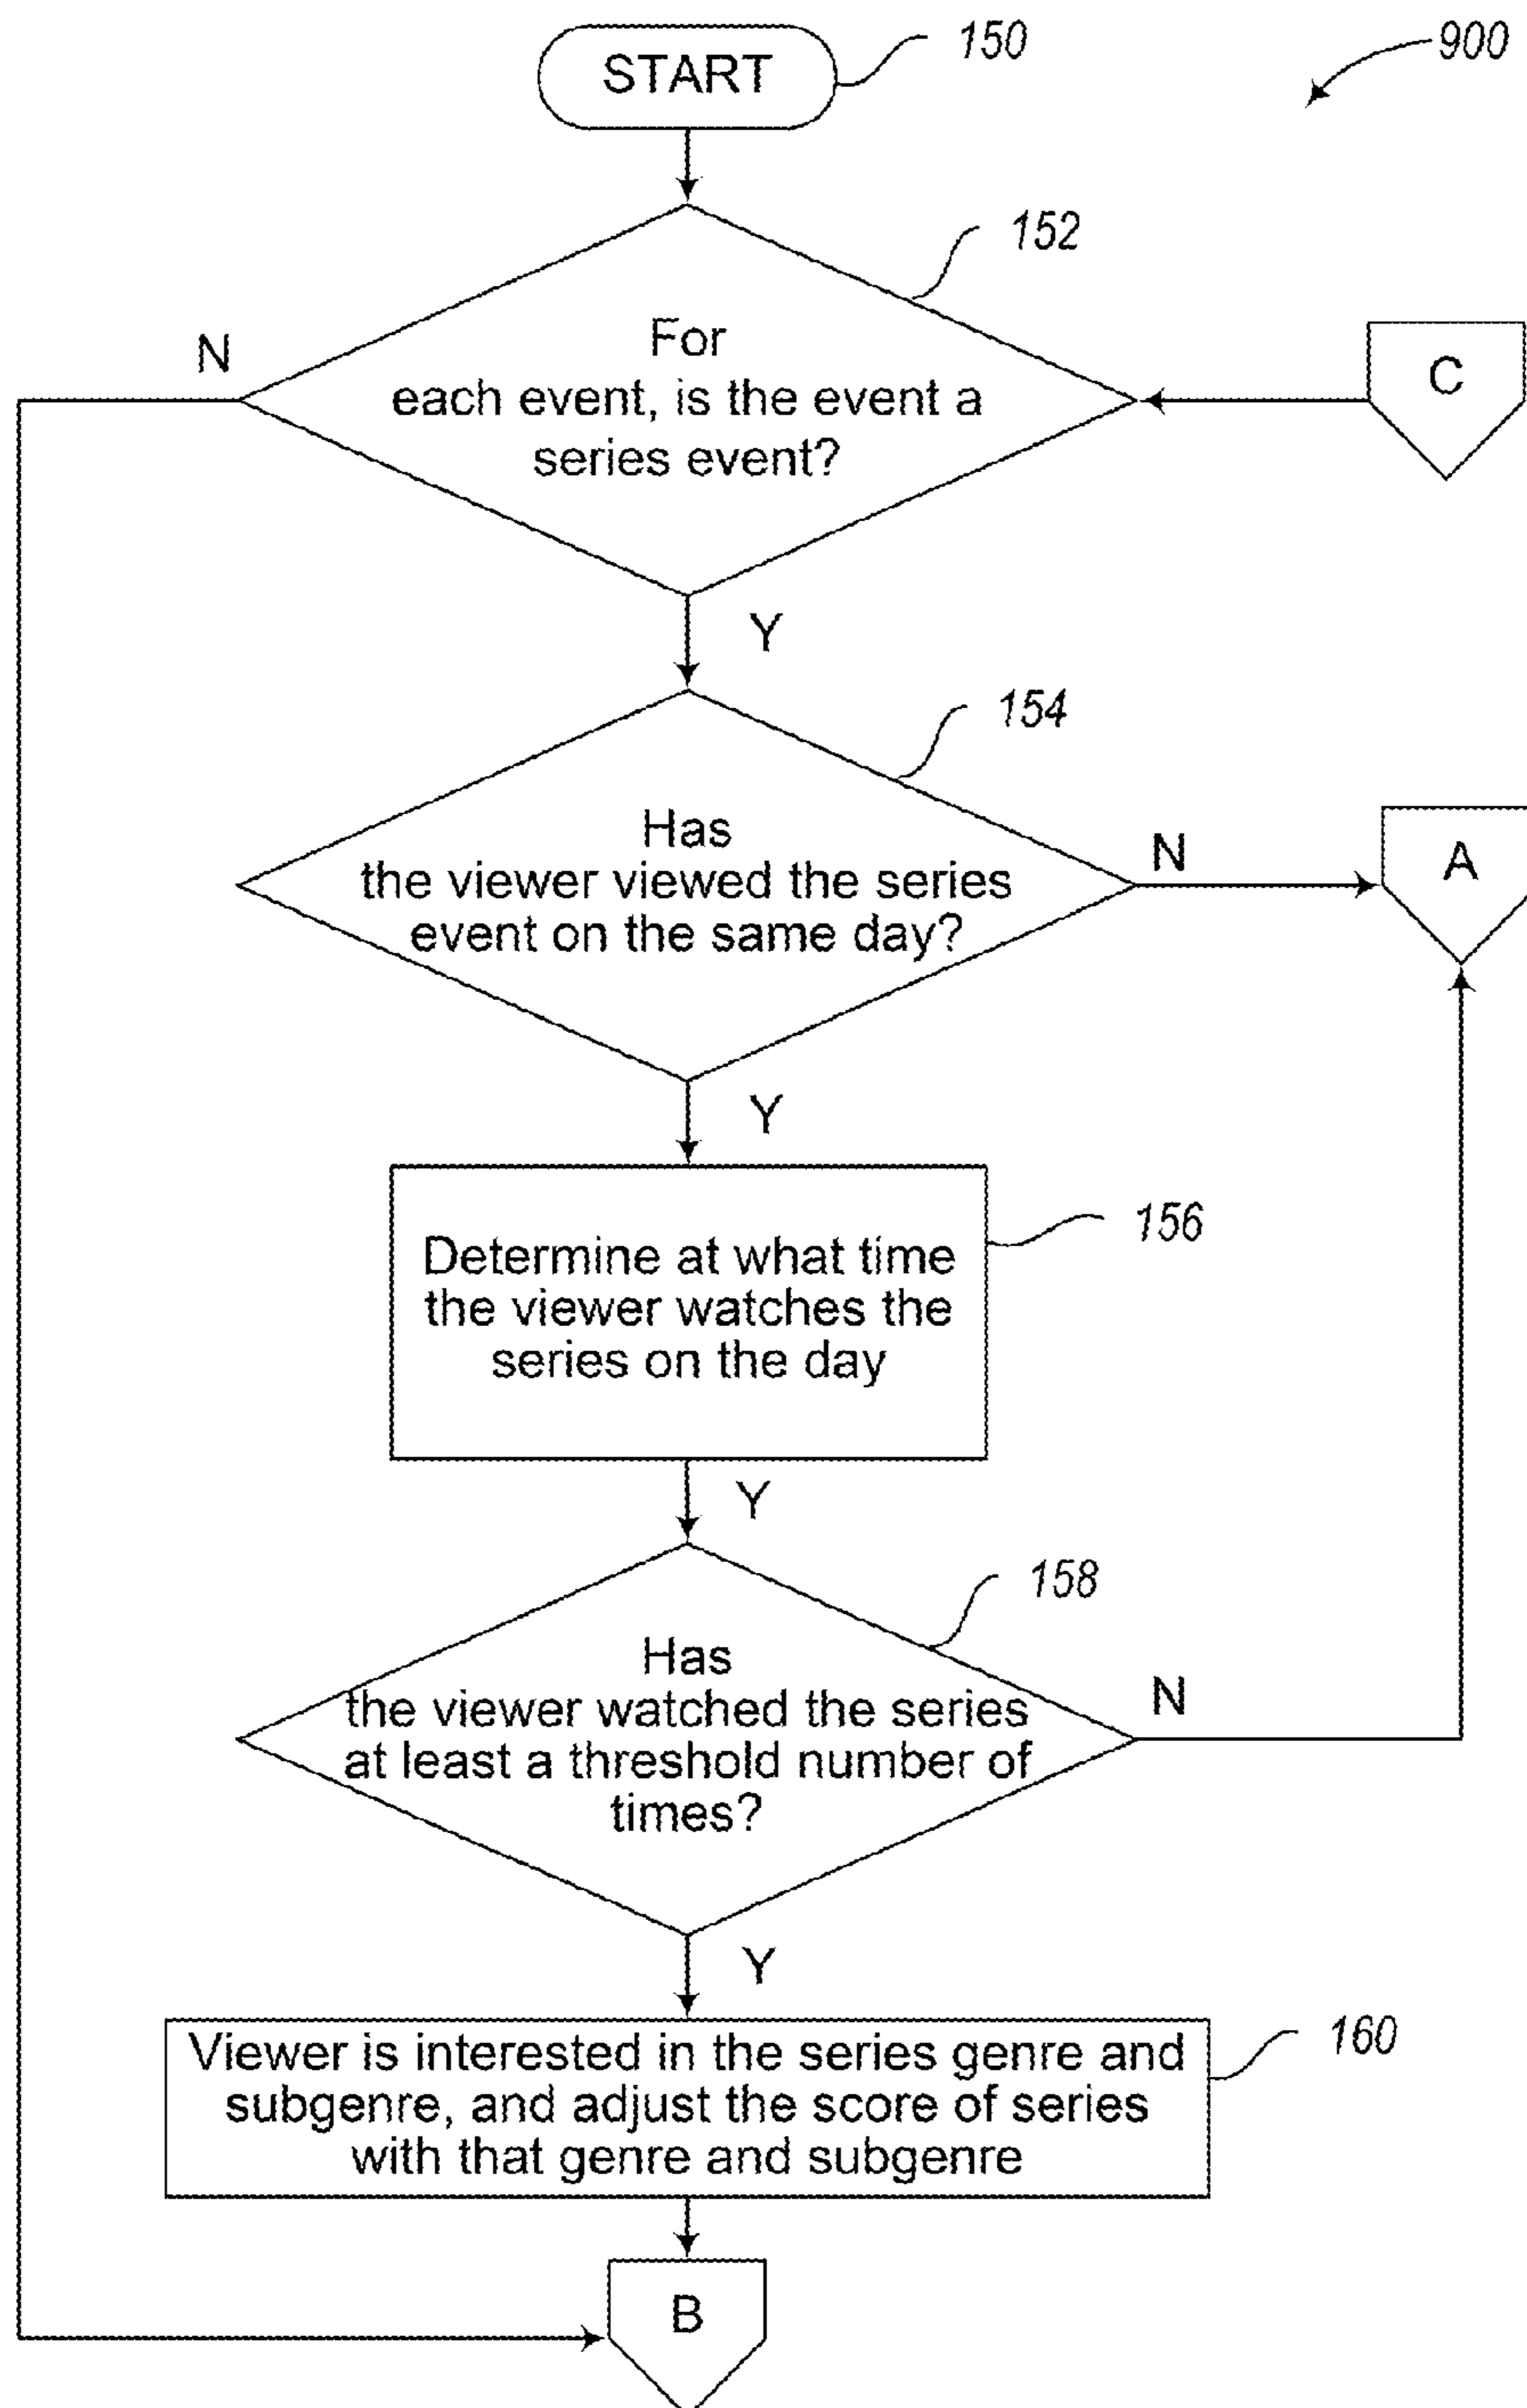 START
150
900
152
For
each event, is the event a
series event?
N
C
Y
154
Has
the viewer viewed the series
event on the same day?
N
A
Y
156
Determine at what time
the viewer watches the
series on the day
Y
158
Has
the viewer watched the series
at least a threshold number of
times?
N
Y
160
Viewer is interested in the series genre and
subgenre, and adjust the score of series
with that genre and subgenre
B